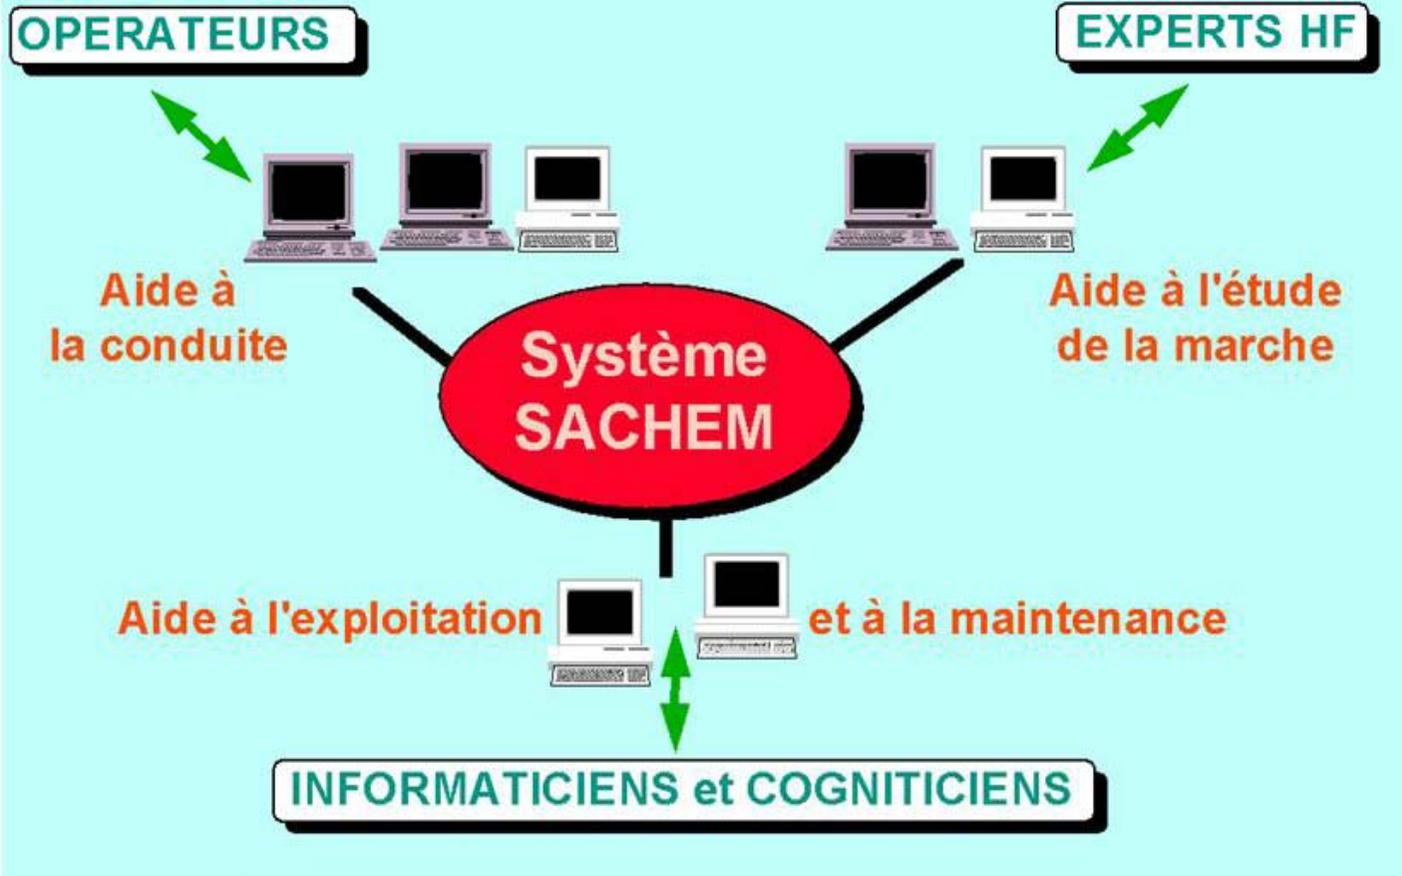 OPERATEURS
EXPERTS HF
Aide à
la conduite
Aide à l'étude
de la marche
Système
SACHEM
Aide à l'exploitation
et à la maintenance
INFORMATICIENS et COGNITICIENS